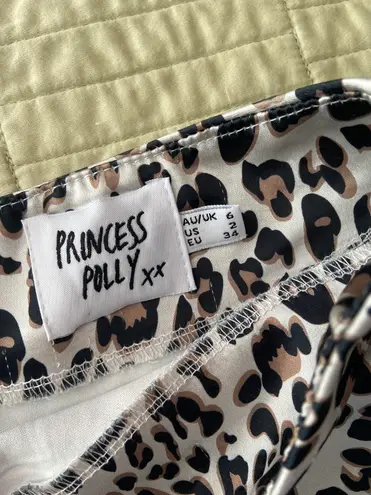 PRINCESS
POLLY xx
AU/UK 6
US 2
EU 34